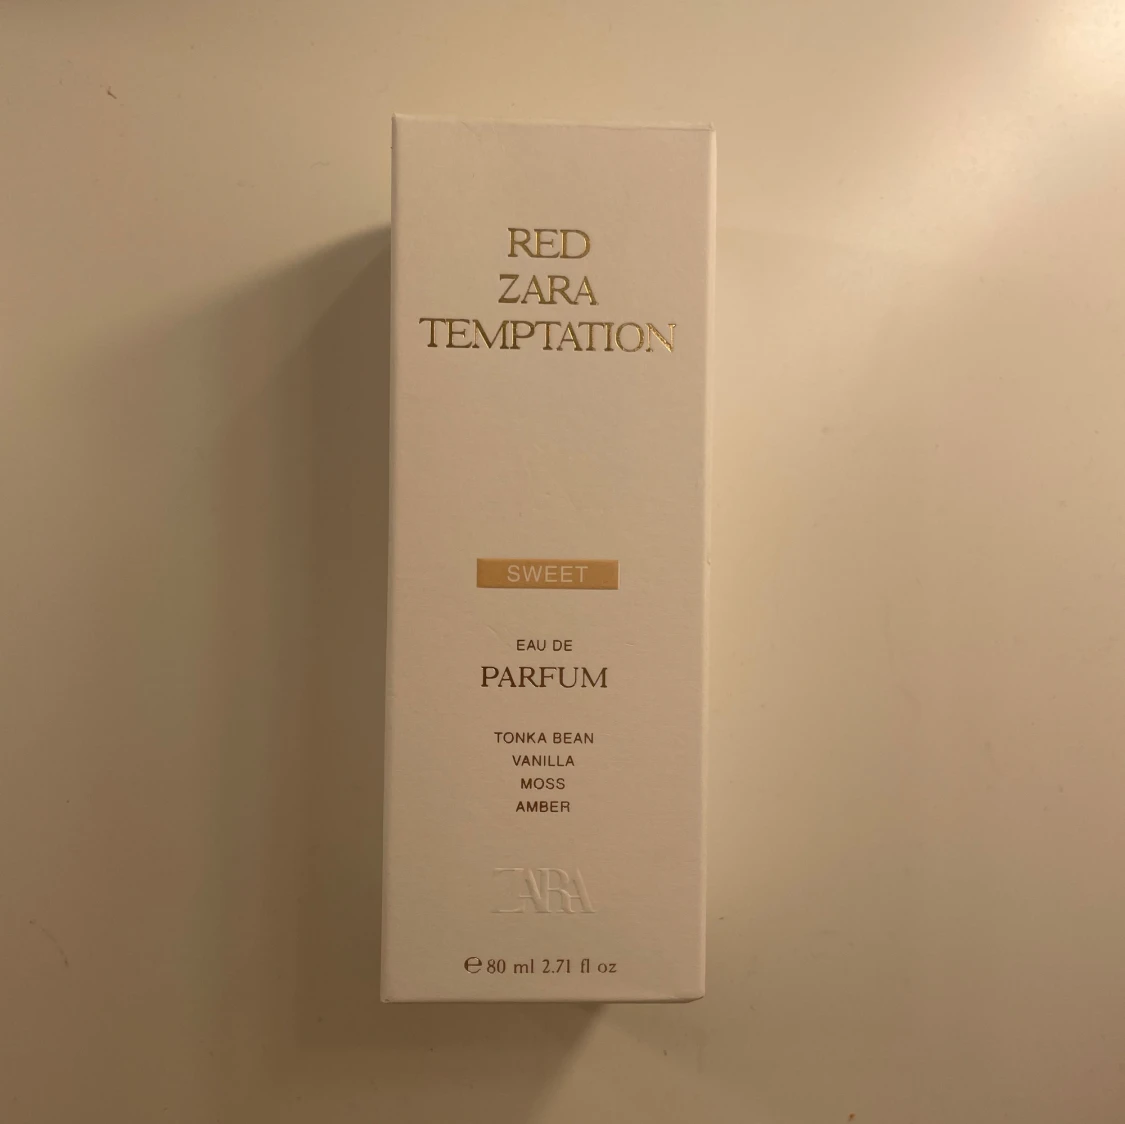 RED
ZARA
TEMPTATION
SWEET
EAU DE
PARFUM
TONKA BEAN
VANILLA
MOSS
AMBER
ZARA
℮ 80 ml 2.71 fl oz